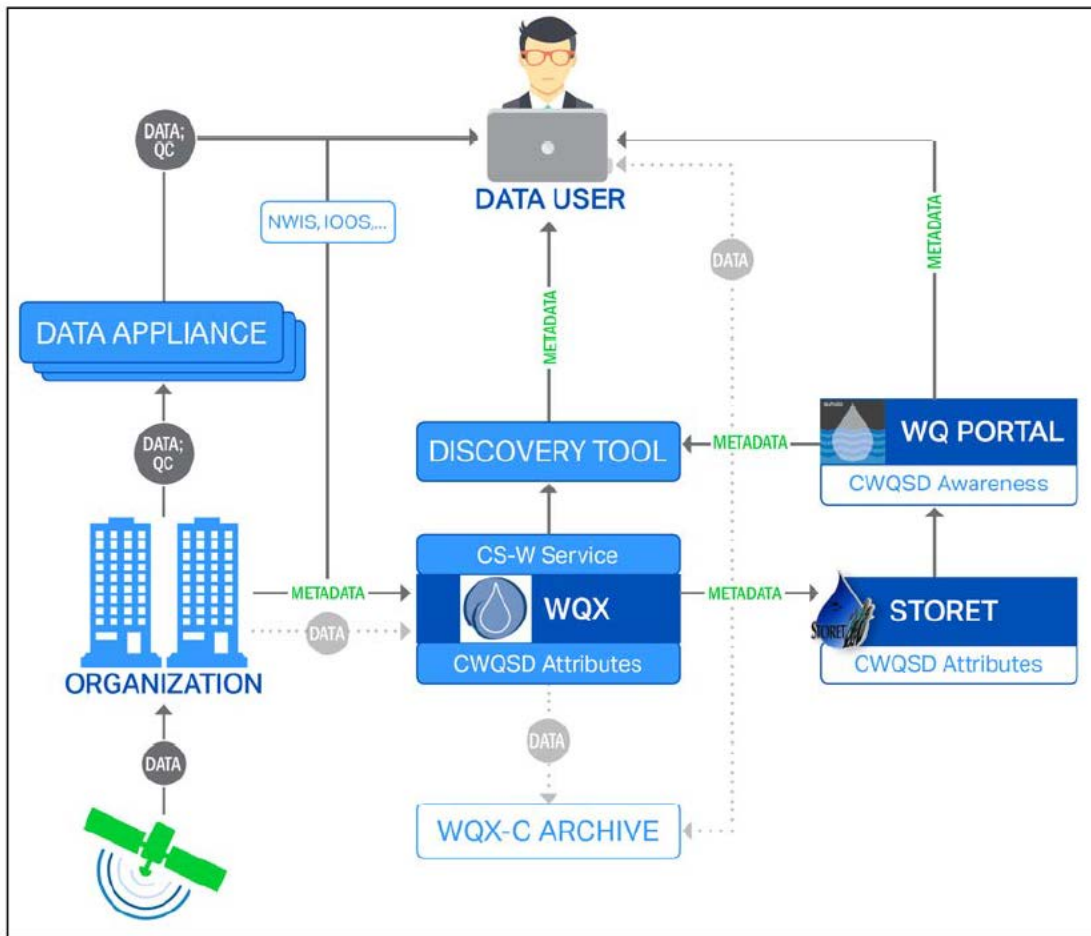 DATA;
QC
DATA USER
NWIS, IOOS,...
DATA
METADATA
METADATA
DATA APPLIANCE
DATA;
QC
DISCOVERY TOOL
METADATA
WQ PORTAL
CWQSD Awareness
CS-W Service
METADATA
WQX
METADATA
STORET
STORET
DATA
CWQSD Attributes
CWQSD Attributes
ORGANIZATION
DATA
DATA
WQX-C ARCHIVE